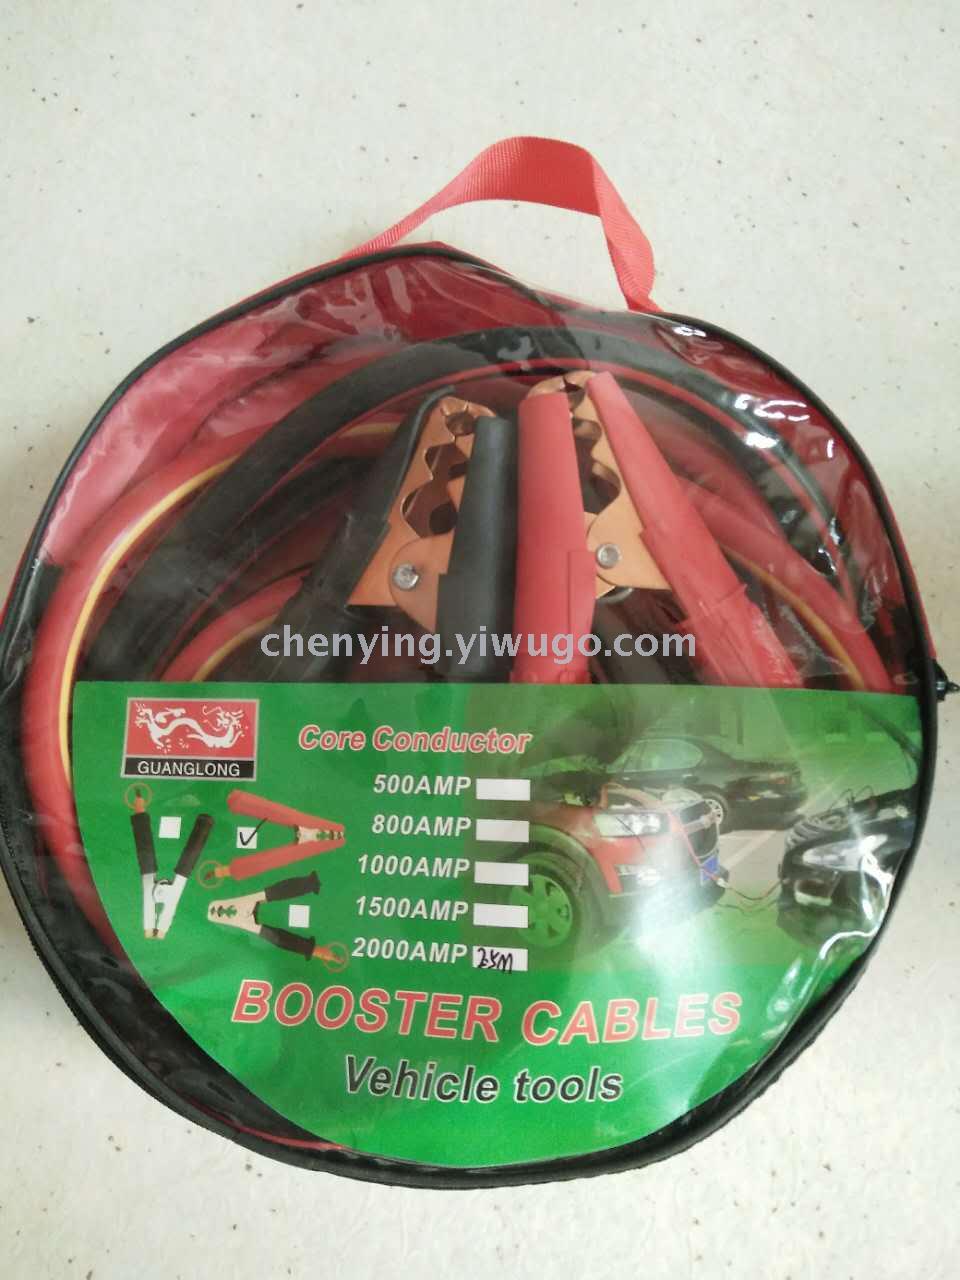 chenying.yiwugo.com
GUANGLONG
Core Conductor
500AMP
800AMP
1000AMP
1500AMP
2000AMP
BOOSTER CABLES
Vehicle tools